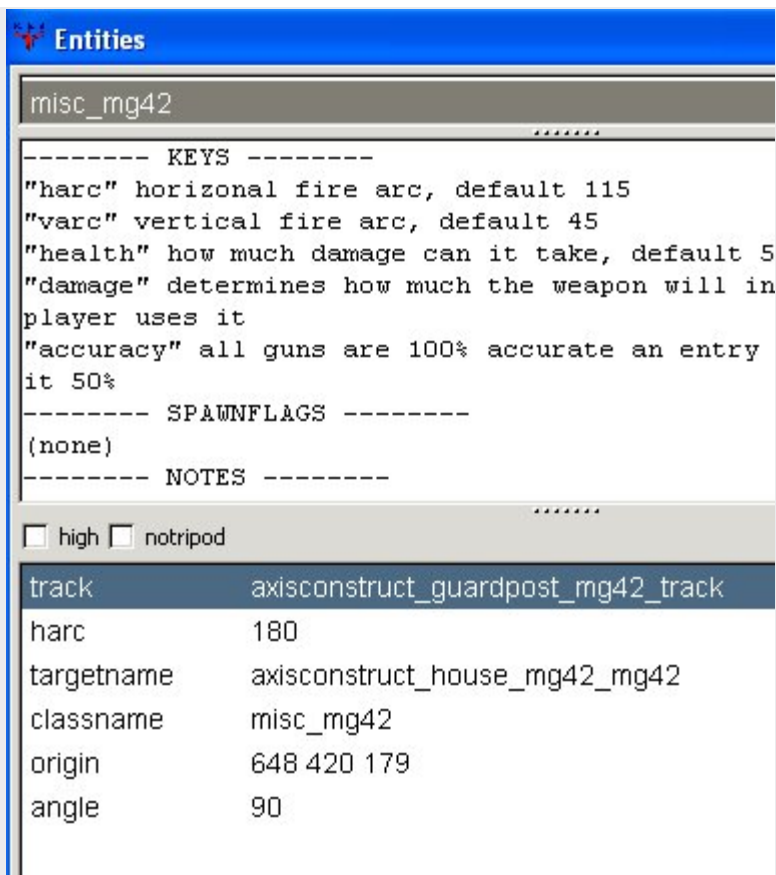 Entities
misc_mg42
-------- KEYS --------
"harc" horizonal fire arc, default 115
"varc" vertical fire arc, default 45
"health" how much damage can it take, default 5
"damage" determines how much the weapon will in
player uses it
"accuracy" all guns are 100% accurate an entry
it 50%
-------- SPAWNFLAGS --------
(none)
-------- NOTES --------
high notripod
track axisconstruct_guardpost_mg42_track
harc 180
targetname axisconstruct_house_mg42_mg42
classname misc_mg42
origin 648 420 179
angle 90